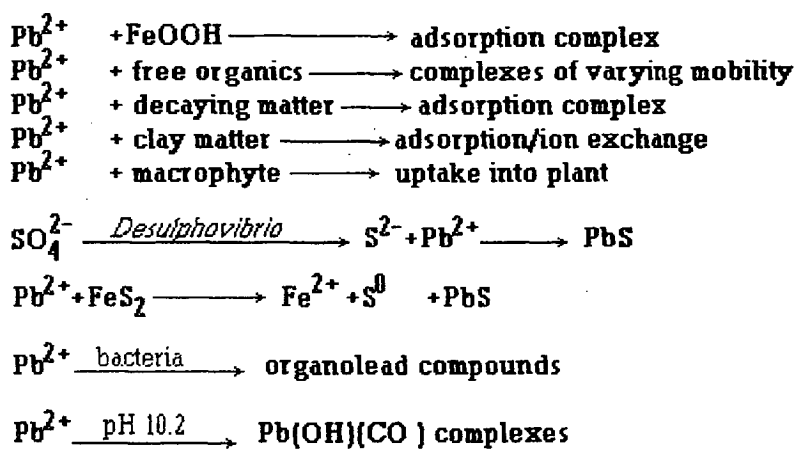 Pb²⁺ +FeOOH ⟶ adsorption complex
Pb²⁺ + free organics ⟶ complexes of varying mobility
Pb²⁺ + decaying matter ⟶ adsorption complex
Pb²⁺ + clay matter ⟶ adsorption/ion exchange
Pb²⁺ + macrophyte ⟶ uptake into plant
SO₄²⁻ Desulphovibrio ⟶ S²⁻+Pb²⁺ ⟶ PbS
Pb²⁺+FeS₂ ⟶ Fe²⁺ +S⁰ +PbS
Pb²⁺ bacteria ⟶ organolead compounds
Pb²⁺ pH 10.2 ⟶ Pb(OH)(CO ) complexes